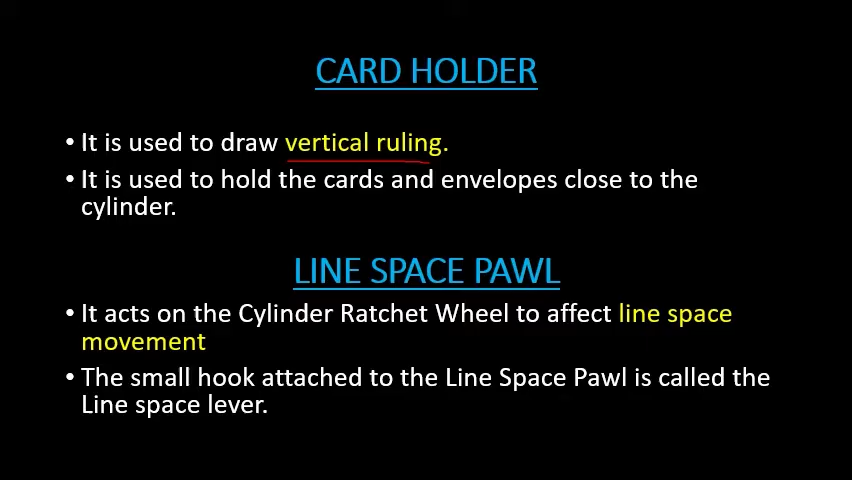 CARD HOLDER
• It is used to draw vertical ruling.
• It is used to hold the cards and envelopes close to the
cylinder.
LINE SPACE PAWL
• It acts on the Cylinder Ratchet Wheel to affect line space
movement
• The small hook attached to the Line Space Pawl is called the
Line space lever.